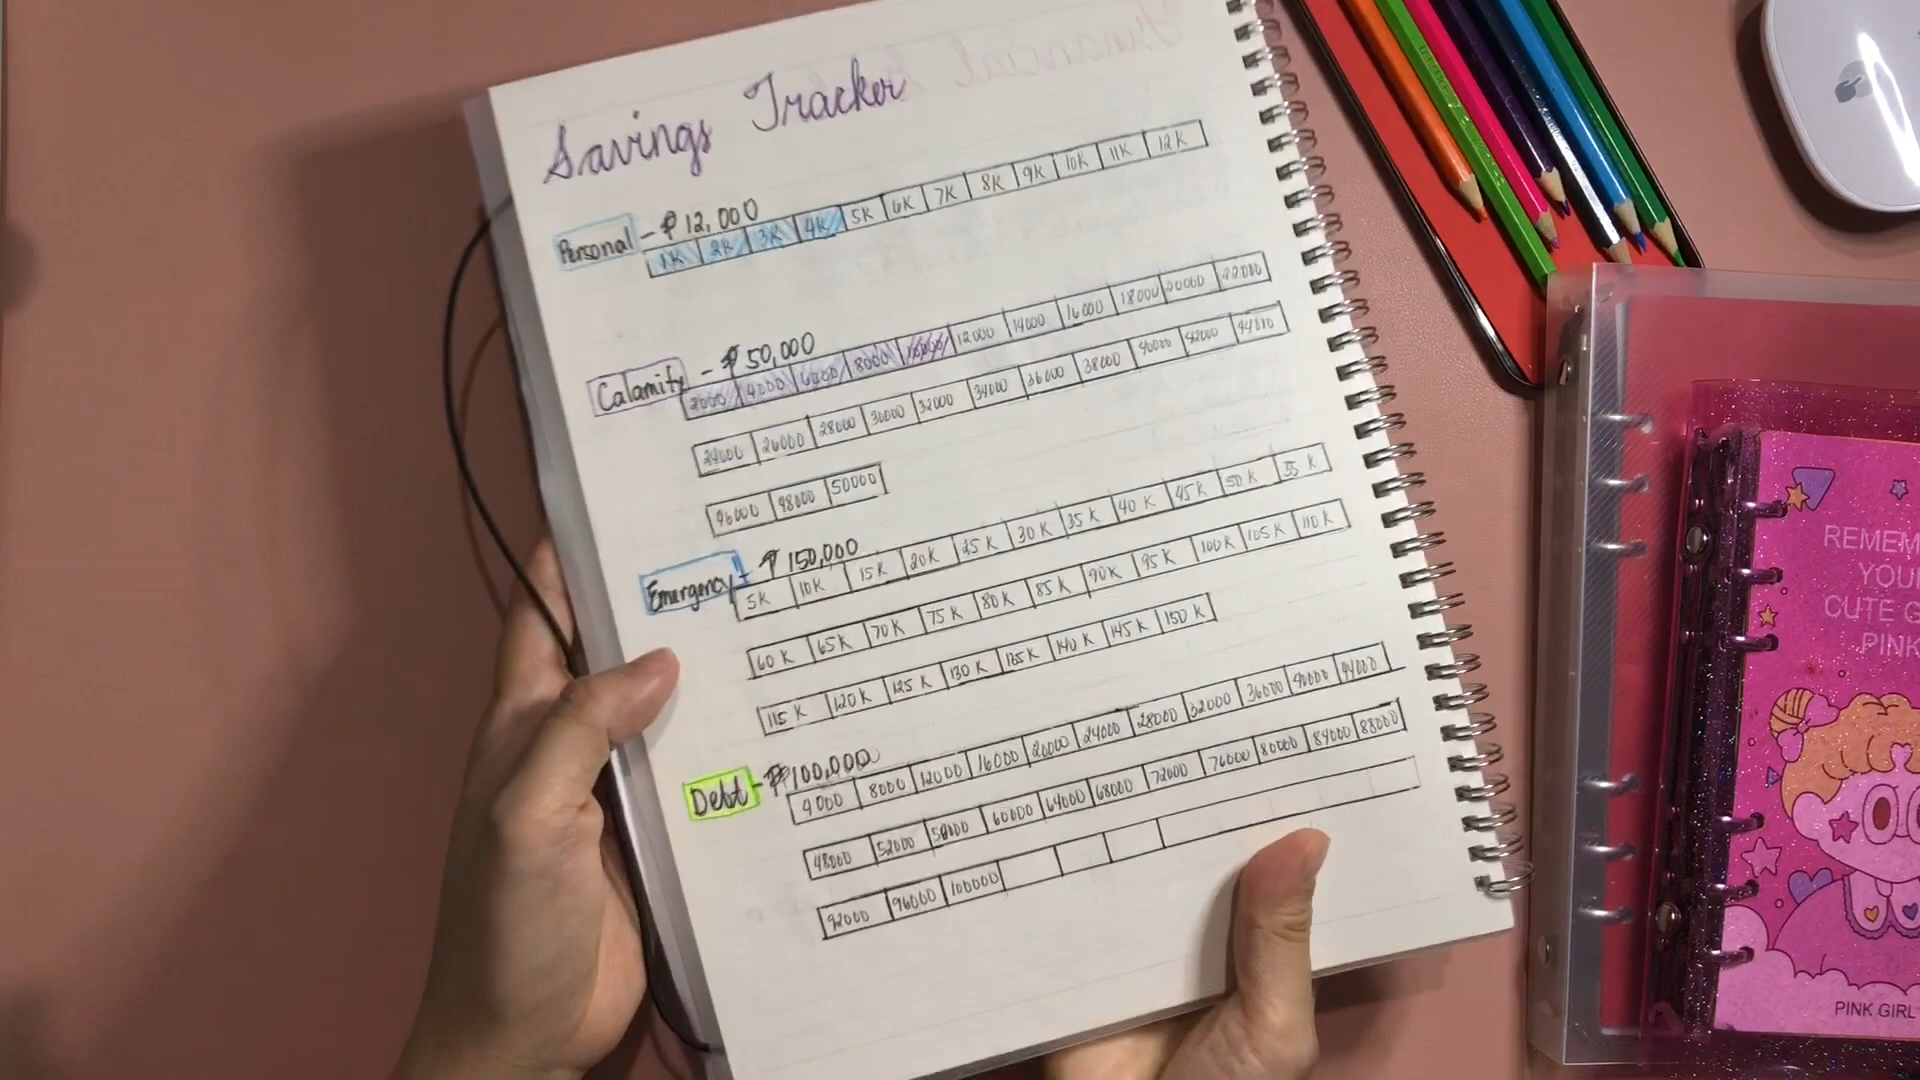 Savings Tracker
Personal - ₱12,000
1K 2K 3K 4K 5K 6K 7K 8K 9K 10K 11K 12K
Calamity - ₱50,000
2000 4000 6000 8000 10000 12000 14000 16000 18000 20000 22000
24000 26000 28000 30000 32000 34000 36000 38000 40000 42000 44000
46000 48000 50000
Emergency - ₱150,000
5K 10K 15K 20K 25K 30K 35K 40K 45K 50K 55K
60K 65K 70K 75K 80K 85K 90K 95K 100K 105K 110K
115K 120K 125K 130K 135K 140K 145K 150K
Debt - ₱100,000
4000 8000 12000 16000 20000 24000 28000 32000 36000 40000 44000
48000 52000 56000 60000 64000 68000 72000 76000 80000 84000 88000
92000 96000 100000
REMEM
YOU
CUTE G
PINK
PINK GIRL